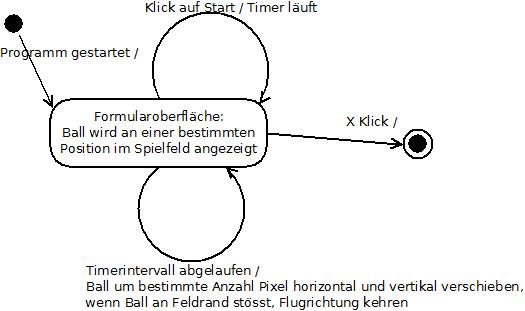 Klick auf Start / Timer läuft
Programm gestartet /
Formularoberfläche:
Ball wird an einer bestimmten
Position im Spielfeld angezeigt
X Klick /
Timerintervall abgelaufen /
Ball um bestimmte Anzahl Pixel horizontal und vertikal verschieben,
wenn Ball an Feldrand stösst, Flugrichtung kehren